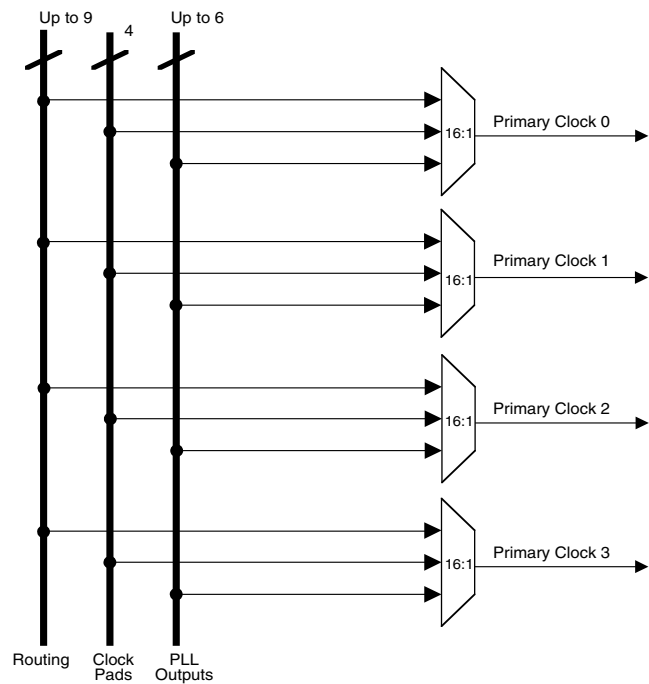 Up to 9
4
Up to 6
16:1
Primary Clock 0
16:1
Primary Clock 1
16:1
Primary Clock 2
16:1
Primary Clock 3
Routing
Clock
Pads
PLL
Outputs